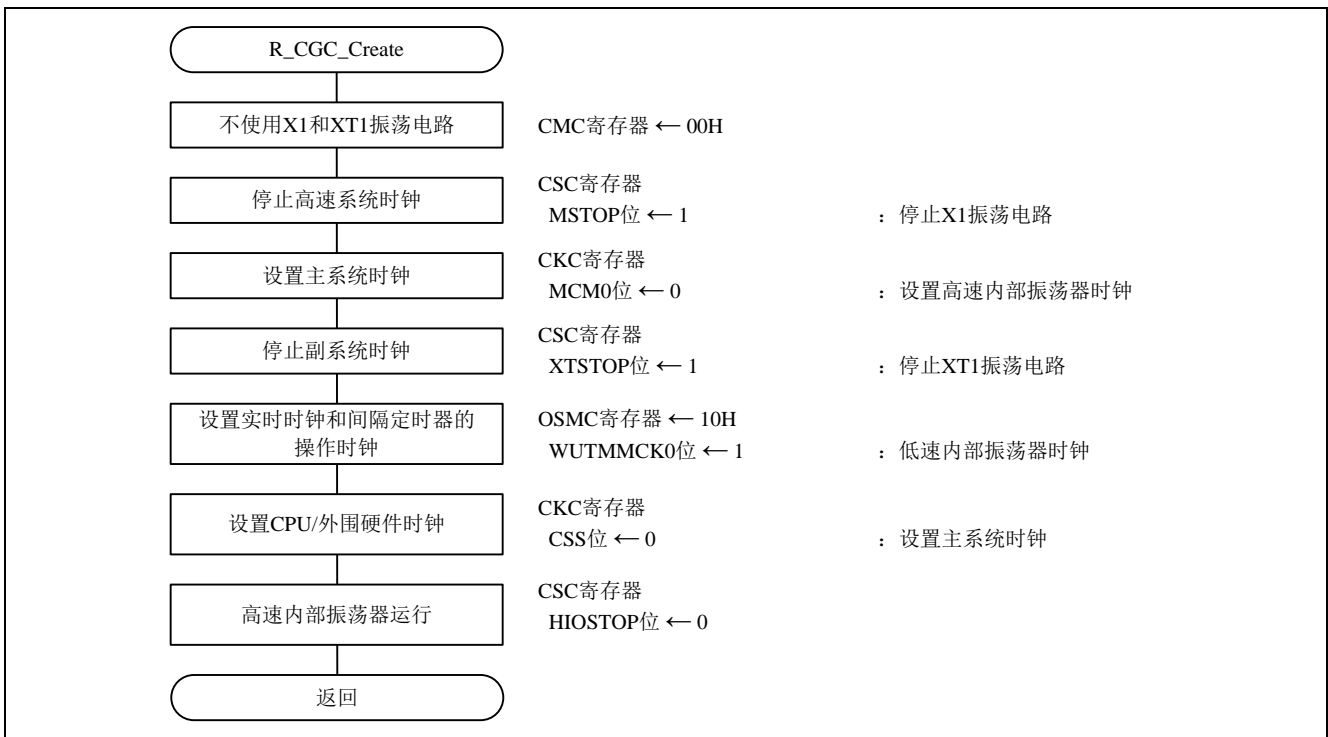 R_CGC_Create
不使用X1和XT1振荡电路
CMC寄存器 ← 00H
停止高速系统时钟
CSC寄存器
MSTOP位 ← 1 ：停止X1振荡电路
设置主系统时钟
CKC寄存器
MCM0位 ← 0 ：设置高速内部振荡器时钟
停止副系统时钟
CSC寄存器
XTSTOP位 ← 1 ：停止XT1振荡电路
设置实时时钟和间隔定时器的
操作时钟
OSMC寄存器 ← 10H
WUTMMCK0位 ← 1 ：低速内部振荡器时钟
设置CPU/外围硬件时钟
CKC寄存器
CSS位 ← 0 ：设置主系统时钟
高速内部振荡器运行
CSC寄存器
HIOSTOP位 ← 0
返回